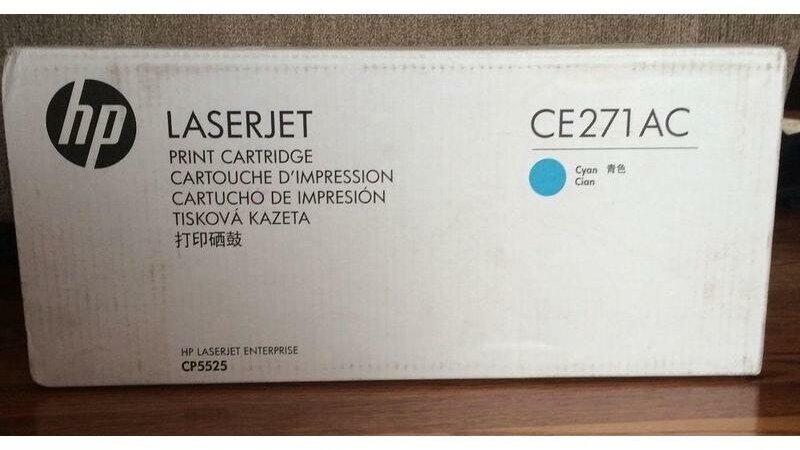 hp
LASERJET
PRINT CARTRIDGE
CARTOUCHE D'IMPRESSION
CARTUCHO DE IMPRESIÓN
TISKOVÁ KAZETA
打印硒鼓
CE271AC
Cyan 青色
Cian
HP LASERJET ENTERPRISE
CP5525